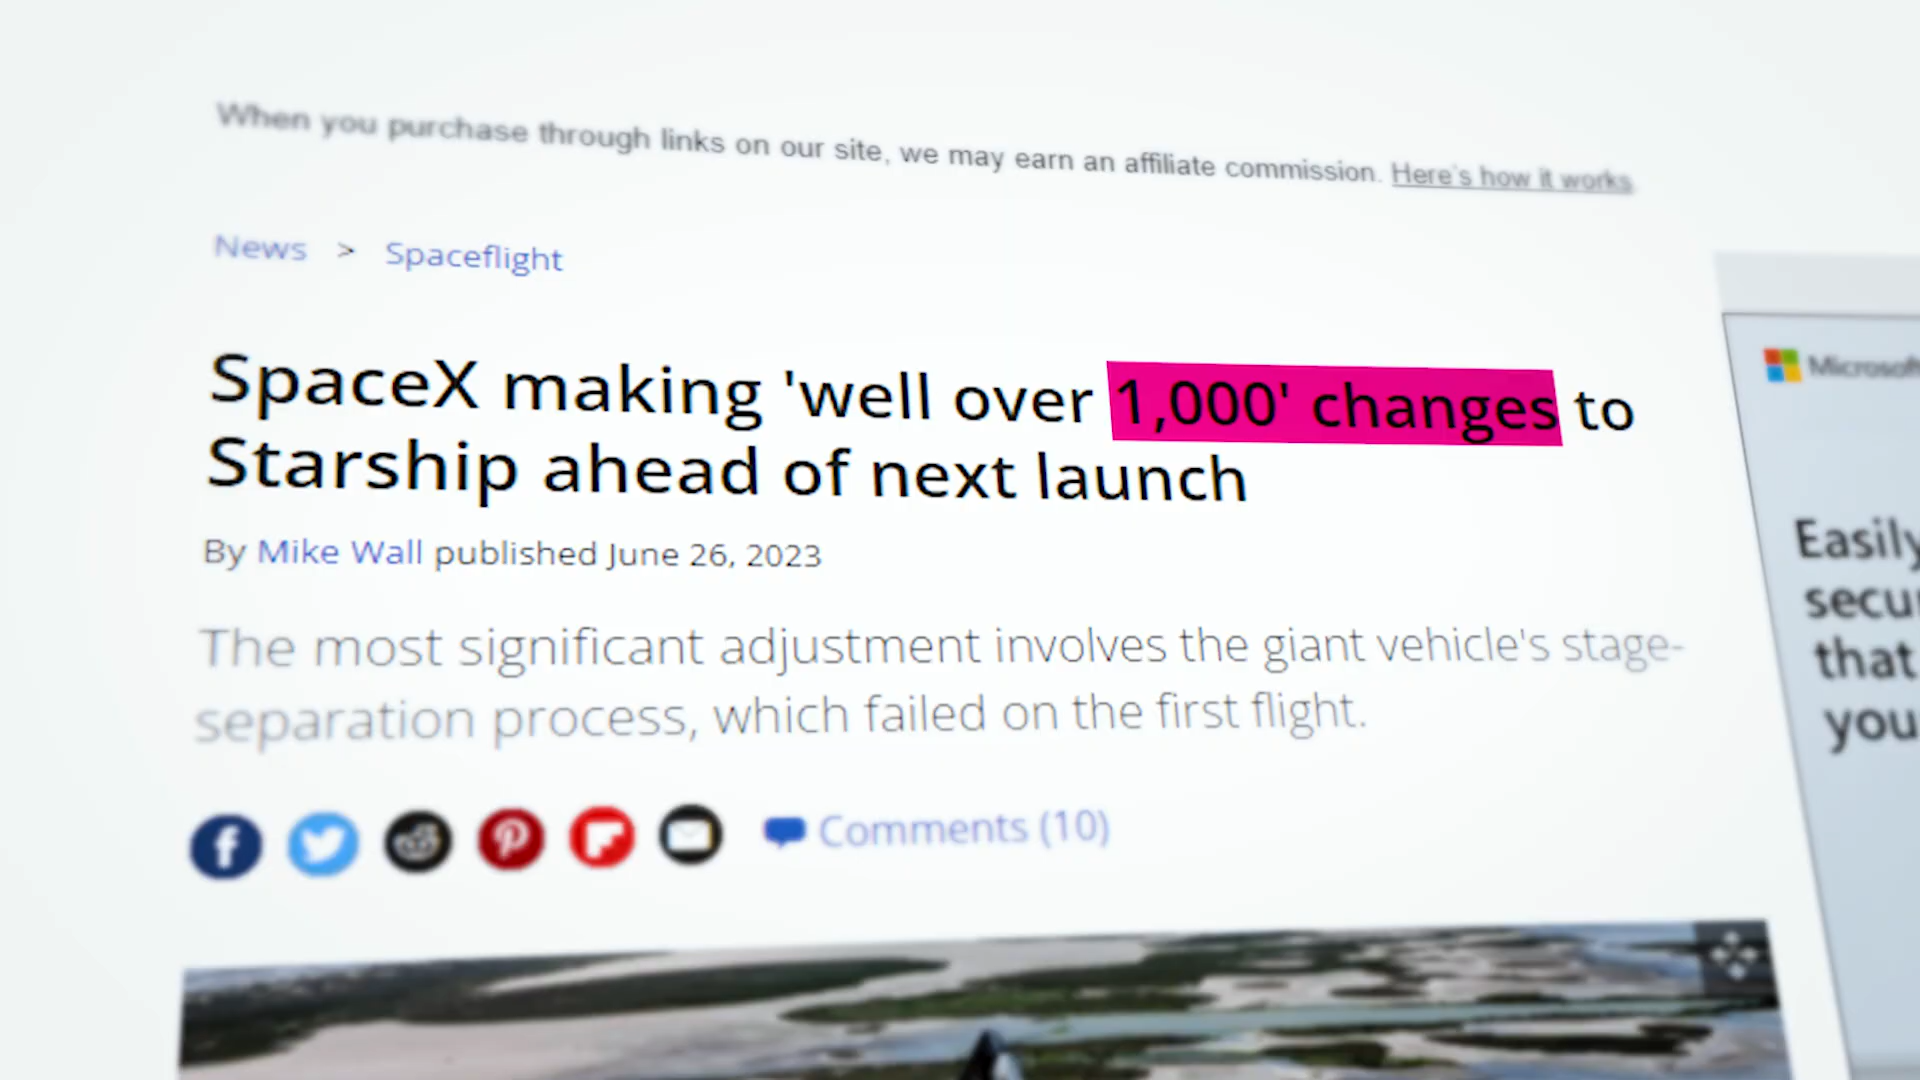 When you purchase through links on our site, we may earn an affiliate commission. Here's how it works.
News > Spaceflight
SpaceX making 'well over 1,000' changes to
Starship ahead of next launch
By Mike Wall published June 26, 2023
The most significant adjustment involves the giant vehicle's stage-
separation process, which failed on the first flight.
Comments (10)
Microsoft
Easily
that
you